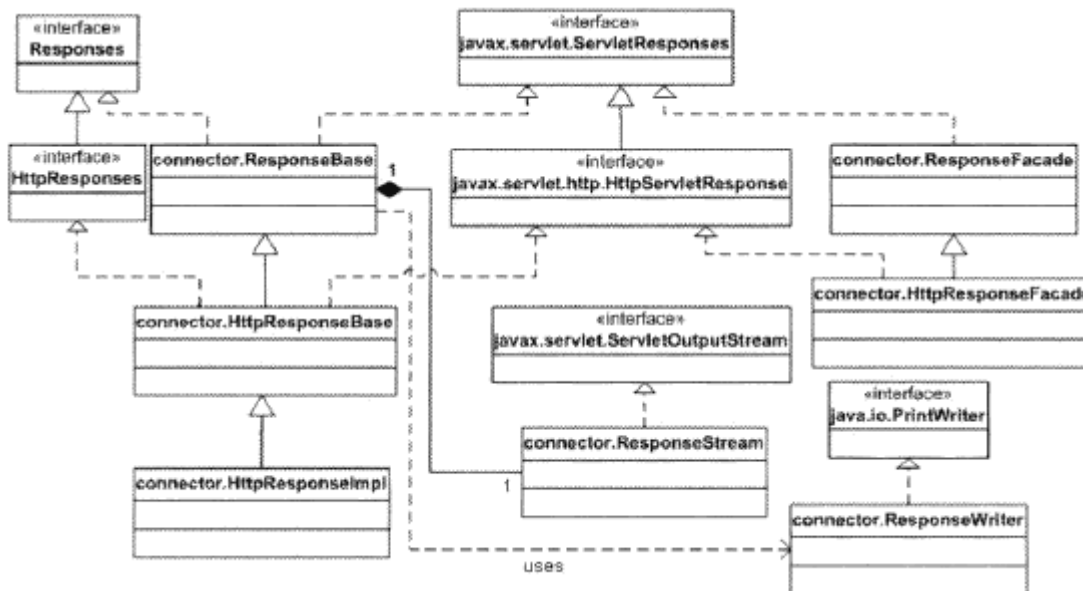 «interface»
Responses
«interface»
javax.servlet.ServletResponses
«interface»
HttpResponses
connector.ResponseBase
1
«interface»
javax.servlet.http.HttpServletResponse
connector.ResponseFacade
connector.HttpResponseBase
«interface»
javax.servlet.ServletOutputStream
connector.HttpResponseFacade
«interface»
java.io.PrintWriter
connector.ResponseStream
connector.HttpResponseImpl
1
connector.ResponseWriter
uses